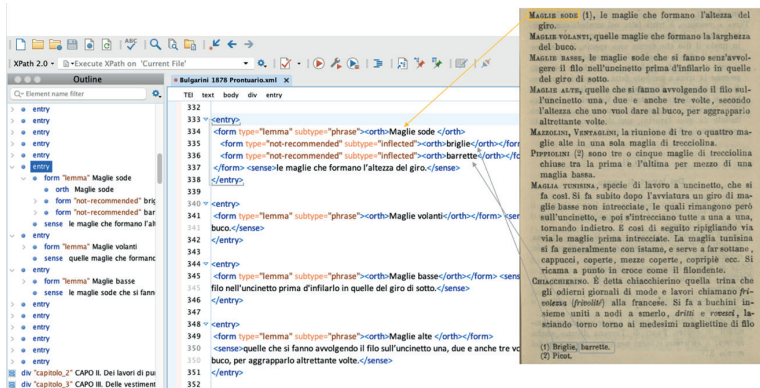 XPath 2.0
Execute XPath on 'Current File'
Outline
Element name filter
entry
entry
entry
entry
entry
form "lemma" Maglie sode
orth Maglie sode
form "not-recommended" brig
form "not-recommended" bar
sense le maglie che formano l'alt
entry
form "lemma" Maglie volanti
sense quelle maglie che formano
entry
form "lemma" Maglie basse
sense le maglie sode che si fann
entry
entry
entry
entry
entry
entry
entry
div "capitolo_2" CAPO II. Dei lavori di pu
div "capitolo_3" CAPO III. Delle vestiment
Bulgarini 1878 Prontuario.xml X
TEI text body div entry
332
333 <entry>
334 <form type="lemma" subtype="phrase"><orth>Maglie sode </orth>
335 <form type="not-recommended" subtype="inflected"><orth>briglie</orth></form
336 <form type="not-recommended" subtype="inflected"><orth>barrette</orth></fo
337 </form> <sense>le maglie che formano l'altezza del giro.</sense>
338 </entry>
339
340 <entry>
341 <form type="lemma" subtype="phrase"><orth>Maglie volanti</orth></form> <sen
341 buco.</sense>
342 </entry>
343
344 <entry>
345 <form type="lemma" subtype="phrase"><orth>Maglie basse</orth></form> <sens
345 filo nell'uncinetto prima d'infilarlo in quelle del giro di sotto.</sense>
346 </entry>
347
348 <entry>
349 <form type="lemma" subtype="phrase"><orth>Maglie alte </orth></form>
350 <sense>quelle che si fanno avvolgendo il filo sull'uncinetto una, due e anche tre vo
350 buco, per aggrapparlo altrettante volte.</sense>
351 </entry>
352
MAGLIE SODE (1), le maglie che formano l'altezza del
giro.
MAGLIE VOLANTI, quelle maglie che formano la larghezza
del buco.
MAGLIE BASSE, le maglie sode che si fanno senz'avvol-
gere il filo nell'uncinetto prima d'infilarlo in quelle
del giro di sotto.
MAGLIE ALTE, quelle che si fanno avvolgendo il filo sul-
l'uncinetto una, due e anche tre volte, secondo
l'altezza che uno vuol dare al buco, per aggrapparlo
altrettante volte.
MAZZOLINI, VENTAGLINI, la riunione di tre o quattro ma-
glie alte in una sola maglia di trecciolina.
PIPPIOLINI (2) sono tre o cinque maglie di trecciolina
chiuse tra la prima e l'ultima per mezzo di una
maglia bassa.
MAGLIA TUNISINA, specie di lavoro a uncinetto, che si
fa così. Si fa subito dopo l'avviatura un giro di ma-
glie basse non intrecciate, le quali rimangono però
sull'uncinetto, e poi s'intrecciano tutte a una a una,
tornando indietro. E così di seguito ripigliando via
via le maglie prima intrecciate. La maglia tunisina
si fa generalmente con istame, e serve a far sottane,
cappucci, coperte, mezze coperte, copripiè ecc. Si
ricama a punto in croce come il filondente.
CHIACCHIERINO. È detta chiacchierino quella trina che
gli odierni giornali di mode e lavori chiamano fri-
volezza (frivolité) alla francese. Si fa a buchini in-
sieme uniti a nodi a smerlo, dritti e rovesci, la-
sciando torno torno ai medesimi magliettine di filo
(1) Briglie, barrette.
(2) Picot.